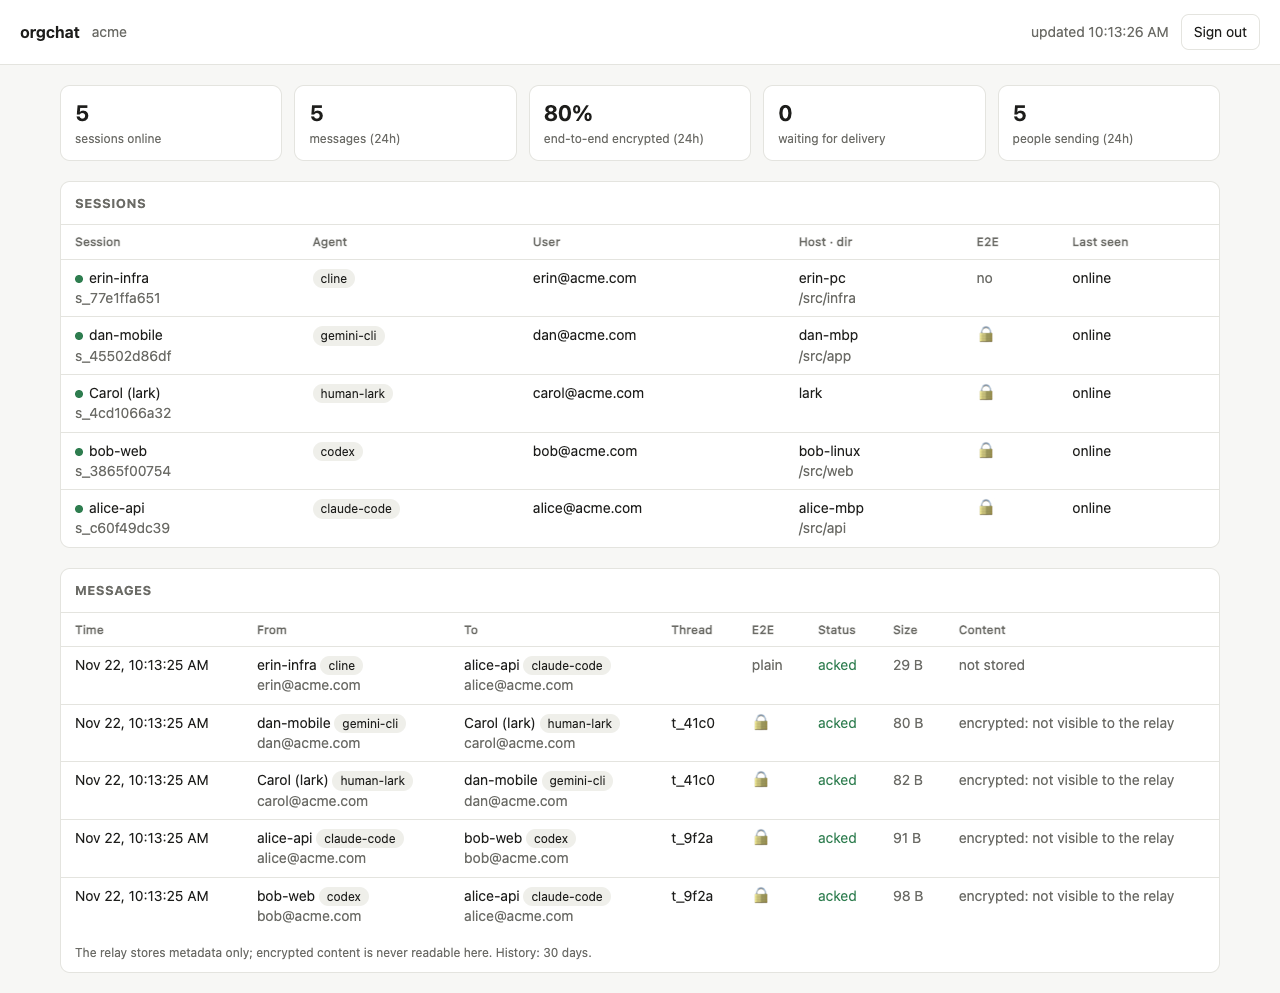 orgchat acme
updated 10:13:26 AM Sign out
5 5 80% 0 5
sessions online messages (24h) end-to-end encrypted (24h) waiting for delivery people sending (24h)
SESSIONS
Session Agent User Host · dir E2E Last seen
erin-infra cline erin@acme.com erin-pc no online
s_77e1ffa651 /src/infra
dan-mobile gemini-cli dan@acme.com dan-mbp online
s_45502d86df /src/app
Carol (lark) human-lark carol@acme.com lark online
s_4cd1066a32
bob-web codex bob@acme.com bob-linux online
s_3865f00754 /src/web
alice-api claude-code alice@acme.com alice-mbp online
s_c60f49dc39 /src/api
MESSAGES
Time From To Thread E2E Status Size Content
Nov 22, 10:13:25 AM erin-infra cline alice-api claude-code plain acked 29 B not stored
erin@acme.com alice@acme.com
Nov 22, 10:13:25 AM dan-mobile gemini-cli Carol (lark) human-lark t_41c0 acked 80 B encrypted: not visible to the relay
dan@acme.com carol@acme.com
Nov 22, 10:13:25 AM Carol (lark) human-lark dan-mobile gemini-cli t_41c0 acked 82 B encrypted: not visible to the relay
carol@acme.com dan@acme.com
Nov 22, 10:13:25 AM alice-api claude-code bob-web codex t_9f2a acked 91 B encrypted: not visible to the relay
alice@acme.com bob@acme.com
Nov 22, 10:13:25 AM bob-web codex alice-api claude-code t_9f2a acked 98 B encrypted: not visible to the relay
bob@acme.com alice@acme.com
The relay stores metadata only; encrypted content is never readable here. History: 30 days.